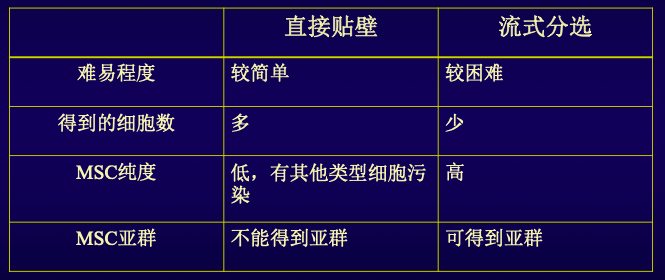 直接贴壁 流式分选
难易程度 较简单 较困难
得到的细胞数 多 少
MSC纯度 低，有其他类型细胞污染 高
MSC亚群 不能得到亚群 可得到亚群